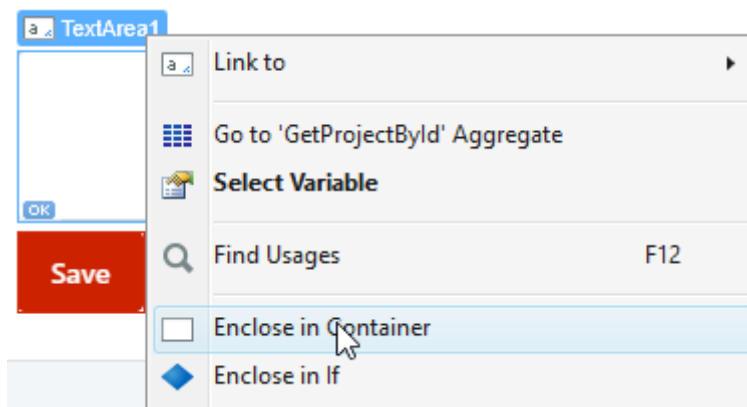 a TextArea1
a Link to
Go to 'GetProjectById' Aggregate
Select Variable
OK
Find Usages F12
Save
Enclose in Container
Enclose in If